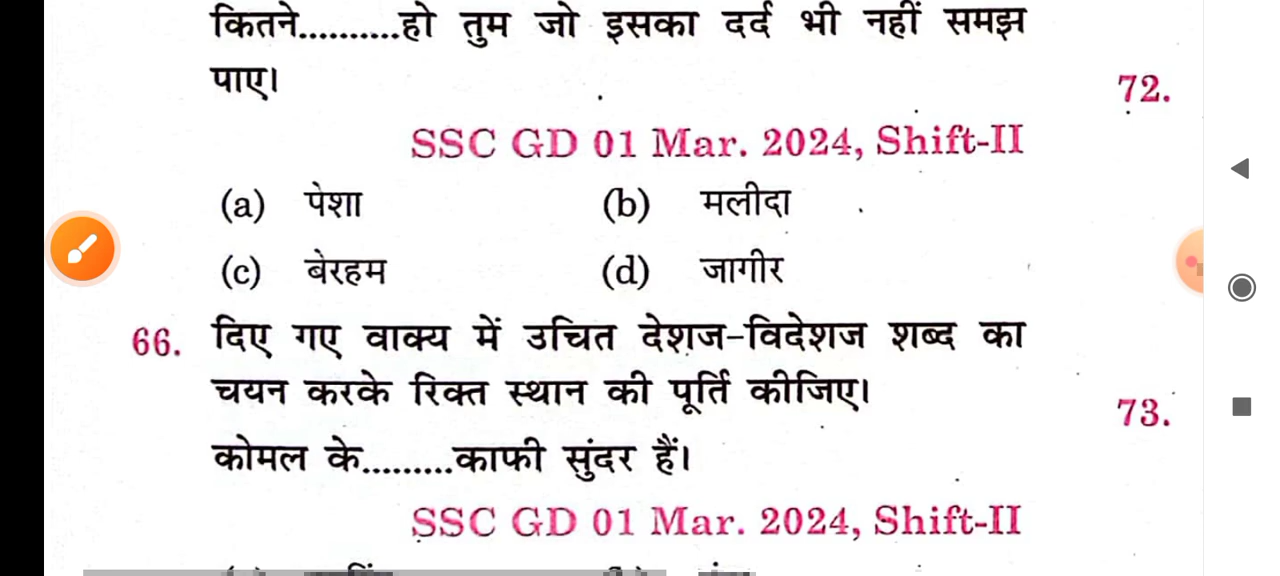 कितने..........हो तुम जो इसका दर्द भी नहीं समझ
पाए।
72.
SSC GD 01 Mar. 2024, Shift-II
(a) पेशा (b) मलीदा
(c) बेरहम (d) जागीर
66. दिए गए वाक्य में उचित देशज-विदेशज शब्द का
चयन करके रिक्त स्थान की पूर्ति कीजिए।
73.
कोमल के.........काफी सुंदर हैं।
SSC GD 01 Mar. 2024, Shift-II